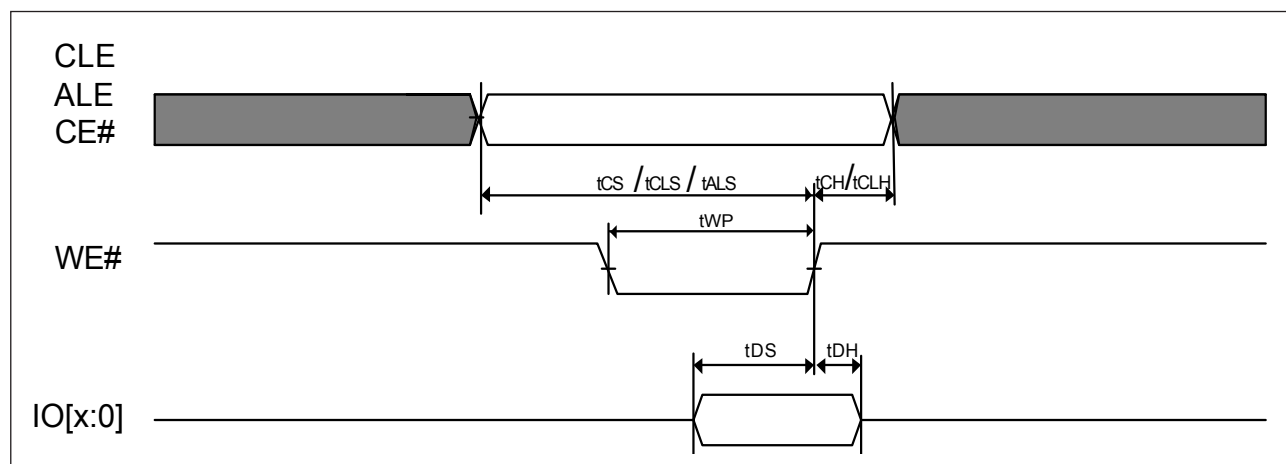 CLE
ALE
CE#
tCS / tCLS / tALS
tCH/tCLH
tWP
WE#
tDS
tDH
IO[x:0]